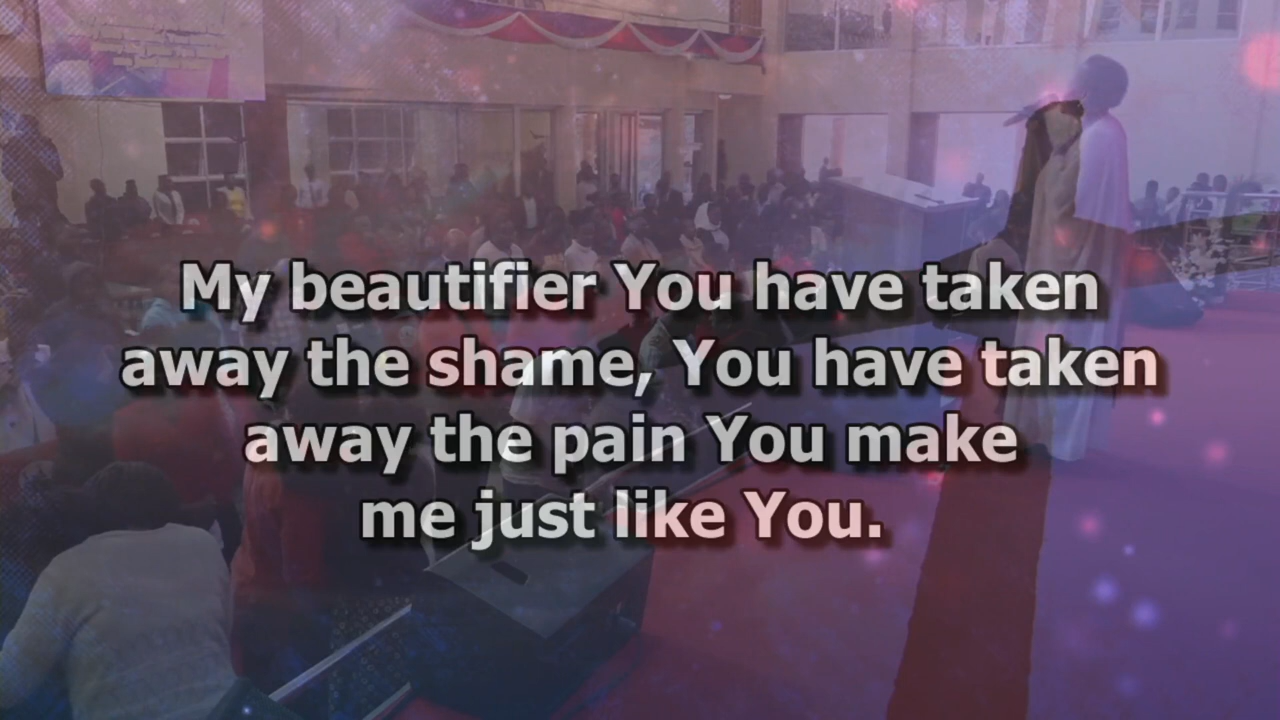 My beautifier You have taken
away the shame, You have taken
away the pain You make
me just like You.